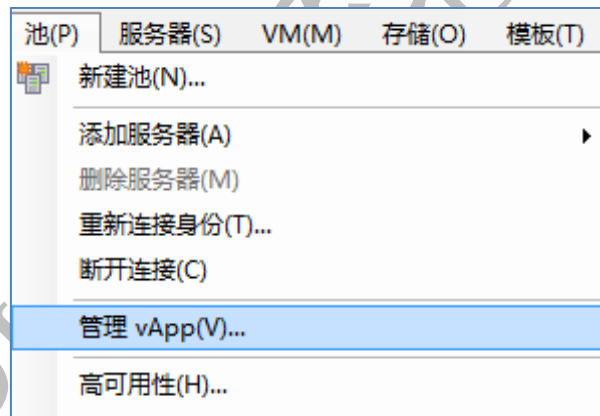 池(P) 服务器(S) VM(M) 存储(O) 模板(T)
新建池(N)...
添加服务器(A)
删除服务器(M)
重新连接身份(T)...
断开连接(C)
管理 vApp(V)...
高可用性(H)...